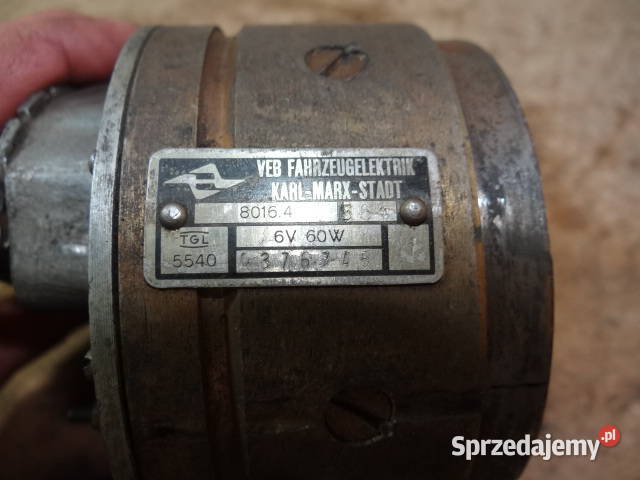 VEB FAHRZEUGELEKTRIK
KARL-MARX-STADT
8016.4
TGL
5540
6V 60W
Sprzedajemy.pl